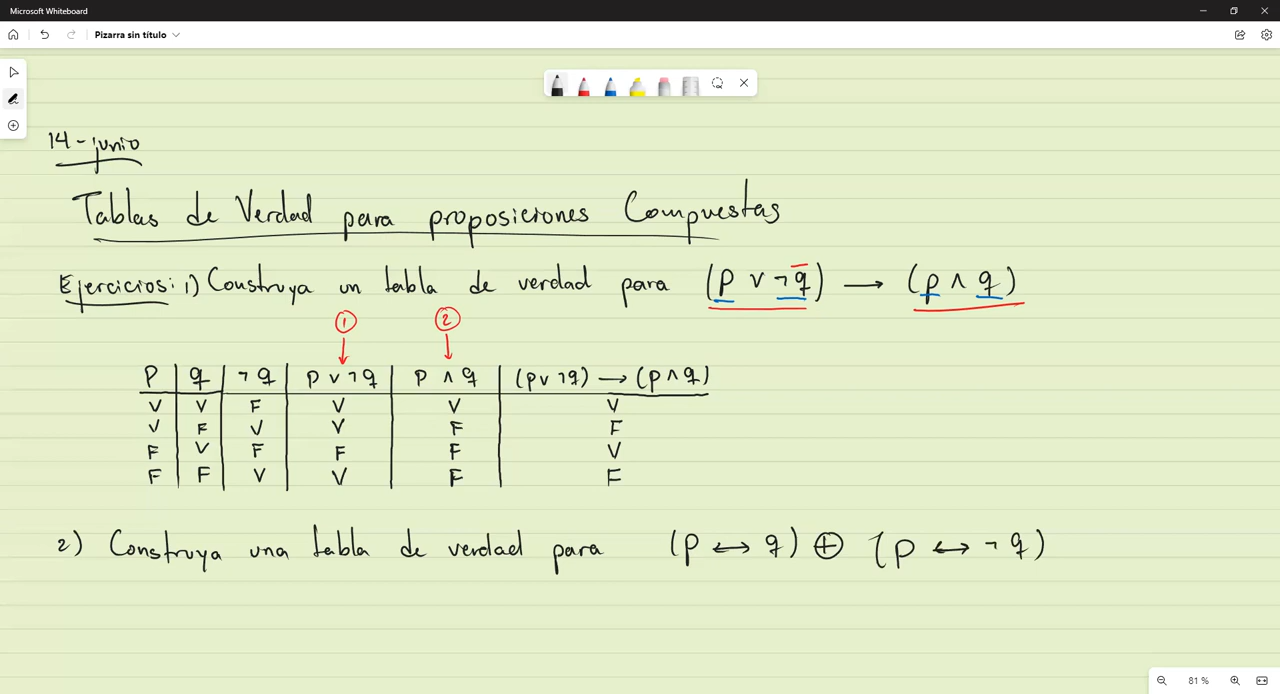 Microsoft Whiteboard
Pizarra sin título
14-junio
Tablas de Verdad para proposiciones Compuestas
Ejercicios: 1) Construya un tabla de verdad para (p ∨ ¬q) → (p ∧ q)
① ②
P q ¬q p ∨ ¬q p ∧ q (p ∨ ¬q) → (p ∧ q)
V V F V V V
V F V V F F
F V F F F V
F F V V F F
2) Construya una tabla de verdad para (p ↔ q) ⊕ (p ↔ ¬q)
81 %